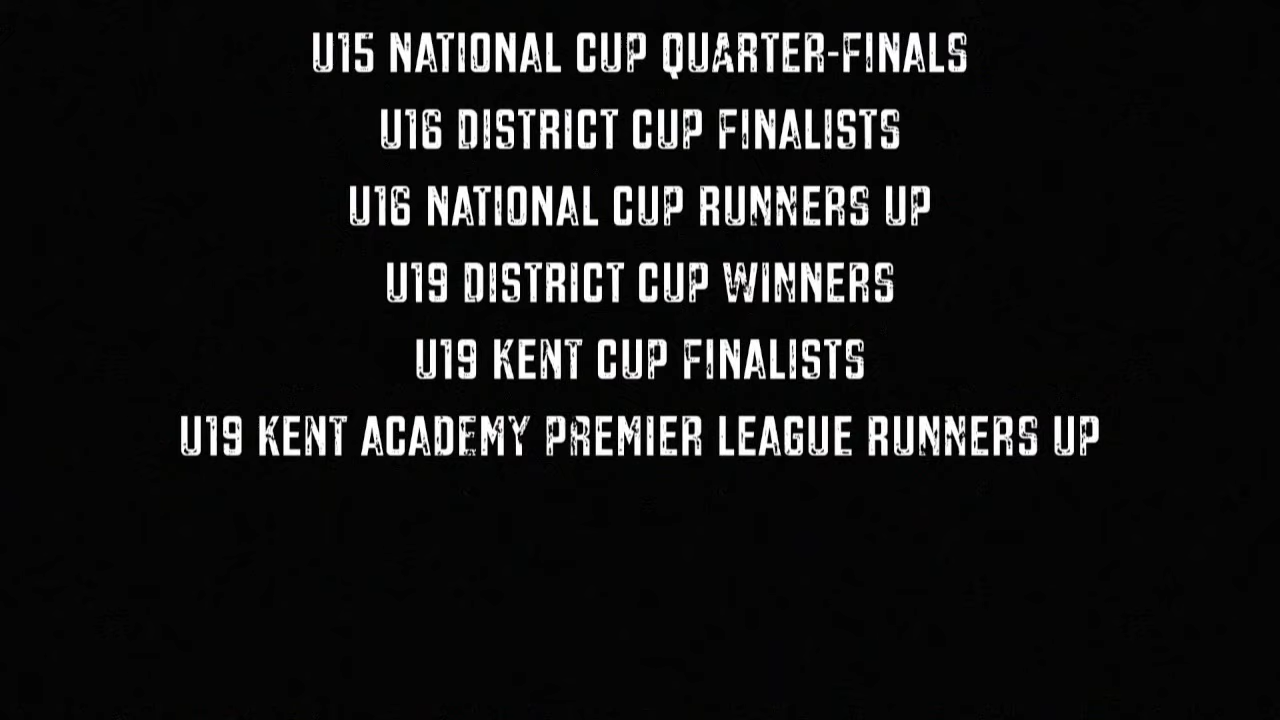 U15 NATIONAL CUP QUARTER-FINALS
U16 DISTRICT CUP FINALISTS
U16 NATIONAL CUP RUNNERS UP
U19 DISTRICT CUP WINNERS
U19 KENT CUP FINALISTS
U19 KENT ACADEMY PREMIER LEAGUE RUNNERS UP